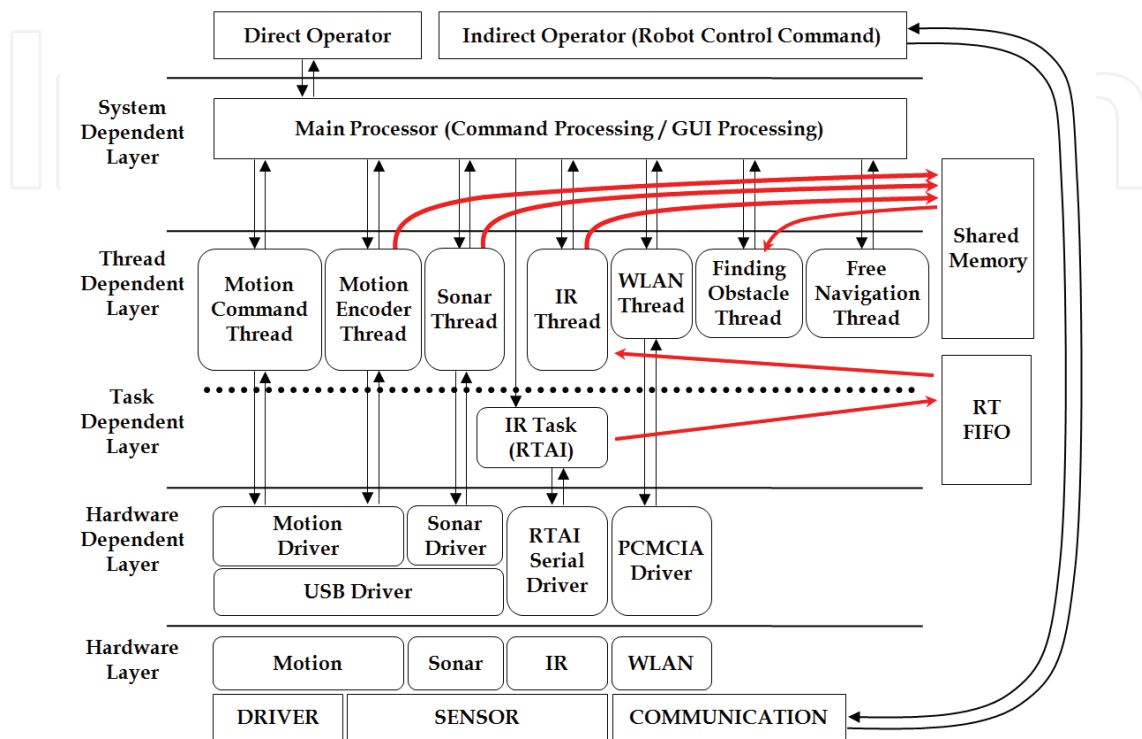 Direct Operator
Indirect Operator (Robot Control Command)
System
Dependent
Layer
Main Processor (Command Processing / GUI Processing)
Shared
Memory
Thread
Dependent
Layer
Motion
Command
Thread
Motion
Encoder
Thread
Sonar
Thread
IR
Thread
WLAN
Thread
Finding
Obstacle
Thread
Free
Navigation
Thread
Task
Dependent
Layer
IR Task
(RTAI)
RT
FIFO
Hardware
Dependent
Layer
Motion
Driver
Sonar
Driver
RTAI
Serial
Driver
PCMCIA
Driver
USB Driver
Hardware
Layer
Motion
Sonar
IR
WLAN
DRIVER
SENSOR
COMMUNICATION